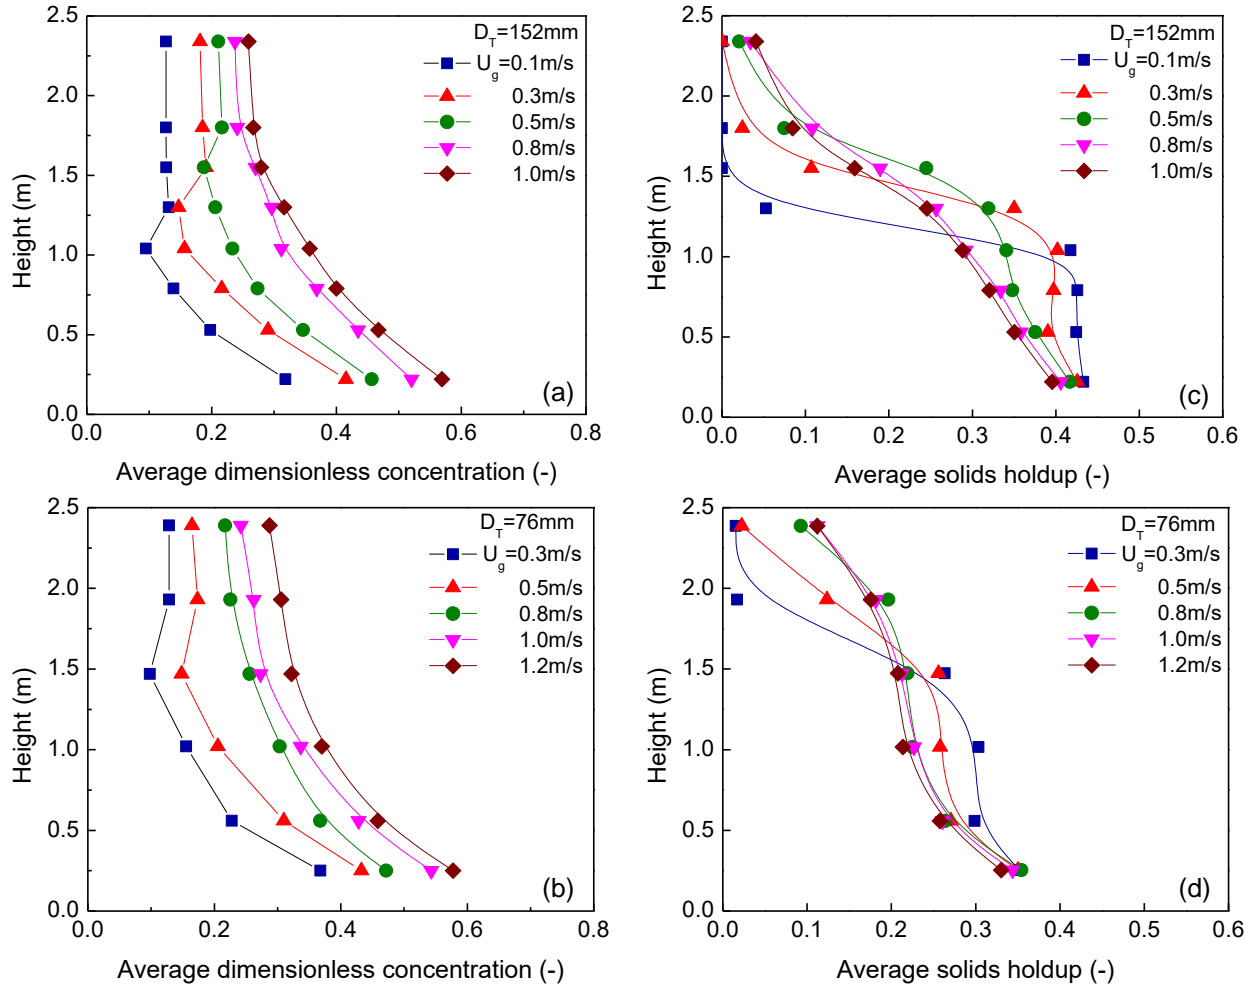 2.5
2.0
1.5
1.0
0.5
0.0
Height (m)
D_T=152mm
U_g=0.1m/s
0.3m/s
0.5m/s
0.8m/s
1.0m/s
(a)
0.0 0.2 0.4 0.6 0.8
Average dimensionless concentration (-)
2.5
2.0
1.5
1.0
0.5
0.0
Height (m)
D_T=152mm
U_g=0.1m/s
0.3m/s
0.5m/s
0.8m/s
1.0m/s
(c)
0.0 0.1 0.2 0.3 0.4 0.5 0.6
Average solids holdup (-)
2.5
2.0
1.5
1.0
0.5
0.0
Height (m)
D_T=76mm
U_g=0.3m/s
0.5m/s
0.8m/s
1.0m/s
1.2m/s
(b)
0.0 0.2 0.4 0.6 0.8
Average dimensionless concentration (-)
2.5
2.0
1.5
1.0
0.5
0.0
Height (m)
D_T=76mm
U_g=0.3m/s
0.5m/s
0.8m/s
1.0m/s
1.2m/s
(d)
0.0 0.1 0.2 0.3 0.4 0.5 0.6
Average solids holdup (-)